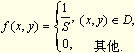 f(x, y) = { 1/S, (x, y) ∈ D,
0, 其他.